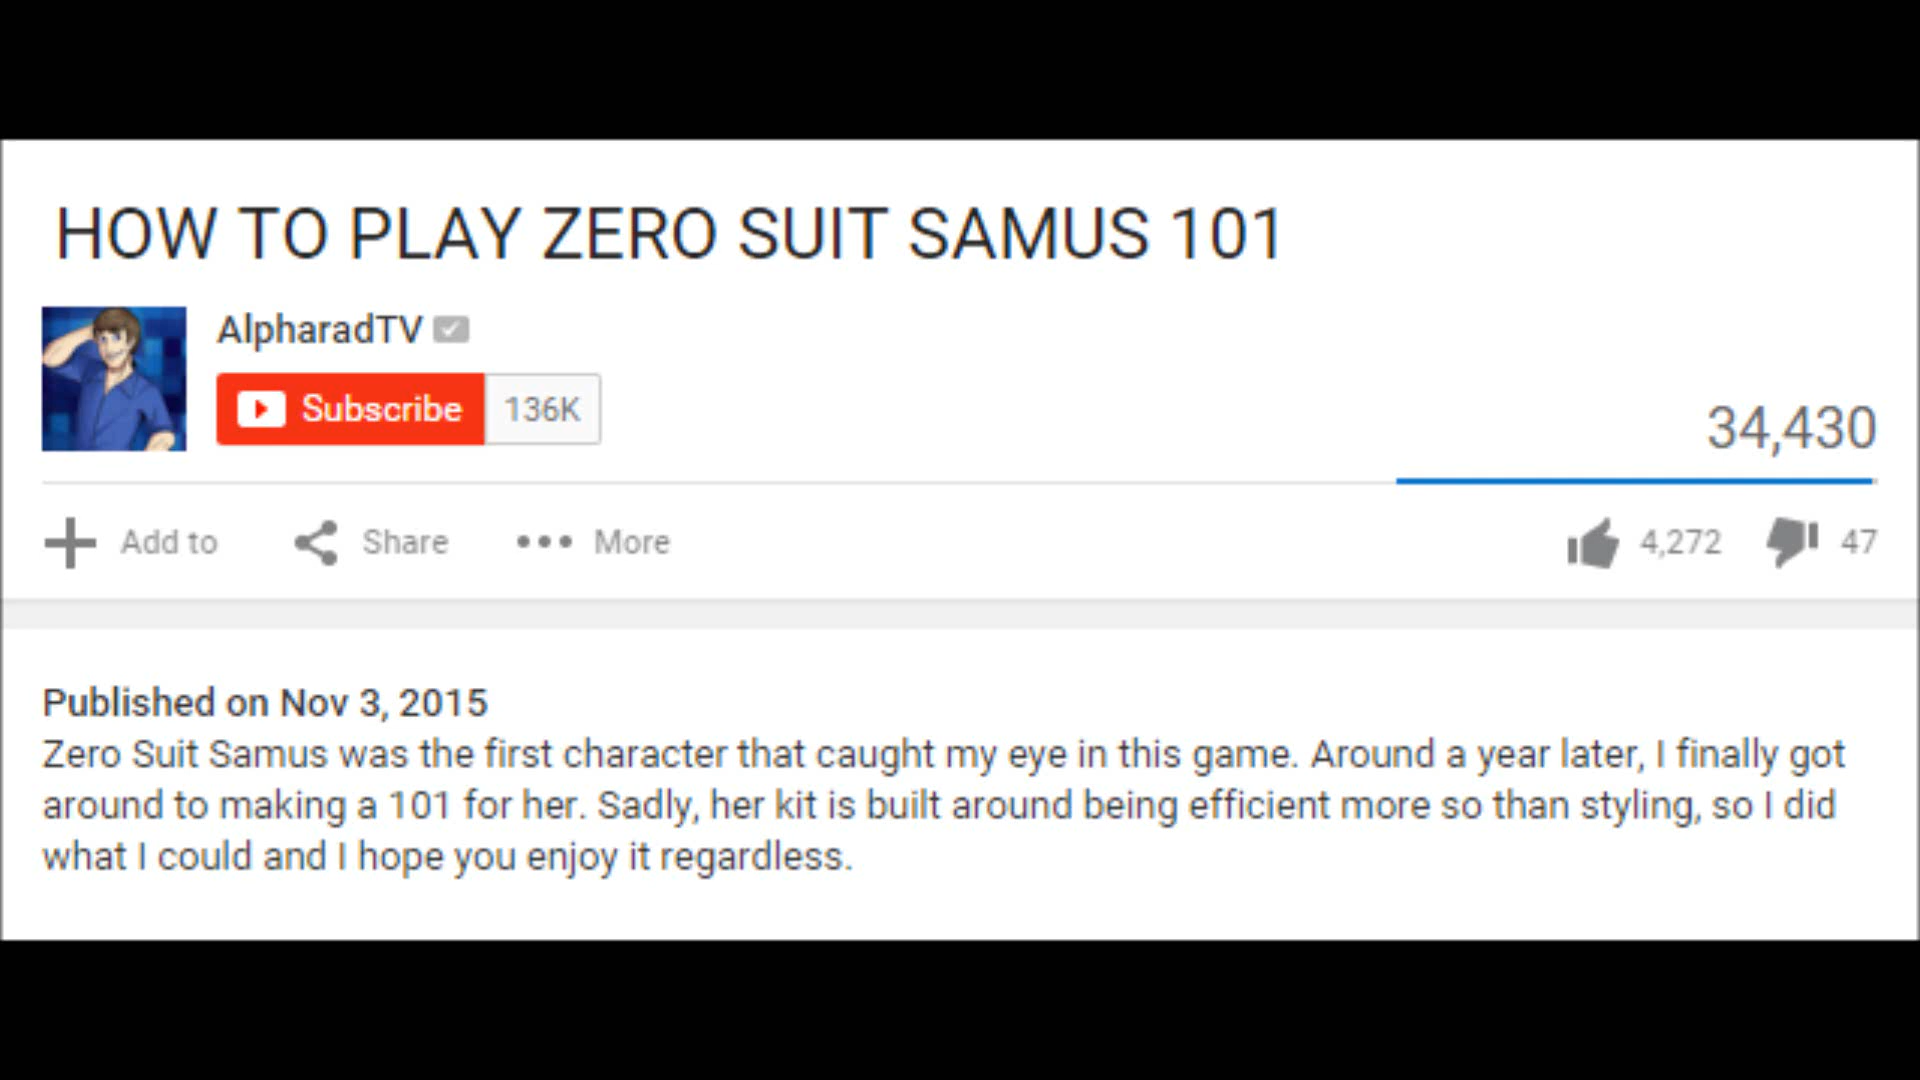 HOW TO PLAY ZERO SUIT SAMUS 101
AlpharadTV
Subscribe 136K
34,430
Add to Share More 4,272 47
Published on Nov 3, 2015
Zero Suit Samus was the first character that caught my eye in this game. Around a year later, I finally got
around to making a 101 for her. Sadly, her kit is built around being efficient more so than styling, so I did
what I could and I hope you enjoy it regardless.